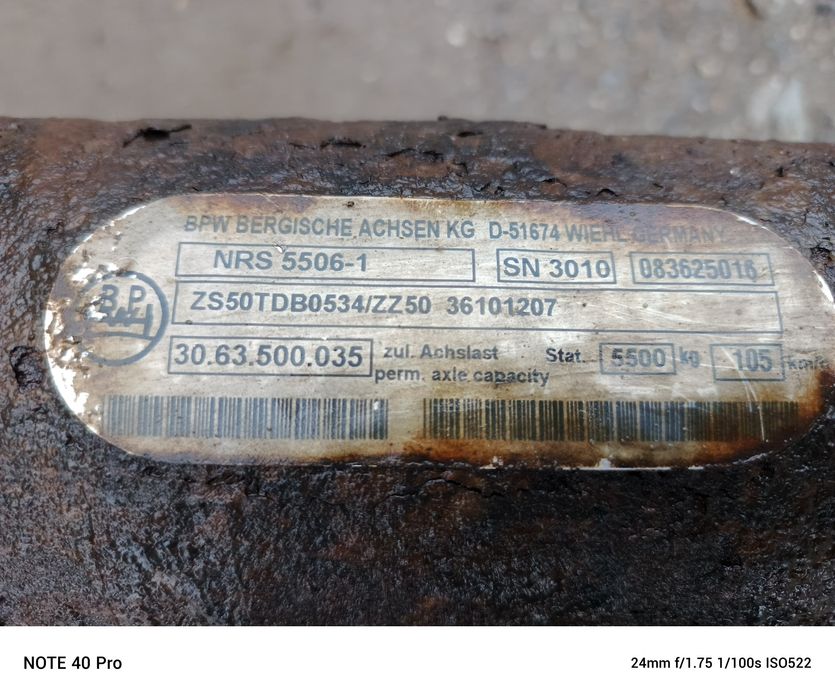 BPW BERGISCHE ACHSEN KG D-51674 WIEHL GERMANY
NRS 5506-1 SN 3010 083625016
ZS50TDB0534/ZZ50 36101207
30.63.500.035 zul. Achslast Stat. 5500 kg 105 km/h
perm. axle capacity
BPW
NOTE 40 Pro 24mm f/1.75 1/100s ISO522